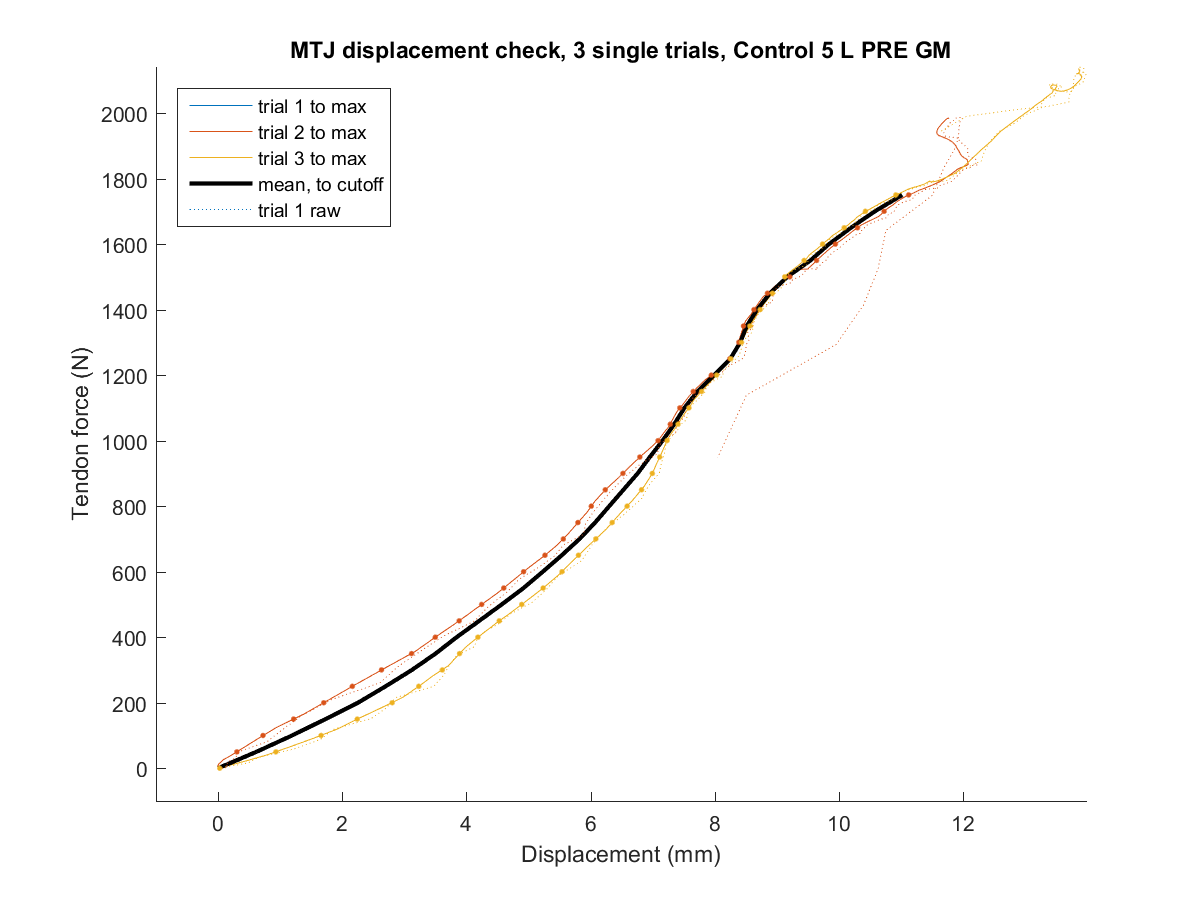 MTJ displacement check, 3 single trials, Control 5 L PRE GM
trial 1 to max
trial 2 to max
trial 3 to max
mean, to cutoff
trial 1 raw
Tendon force (N)
2000
1800
1600
1400
1200
1000
800
600
400
200
0
0 2 4 6 8 10 12
Displacement (mm)